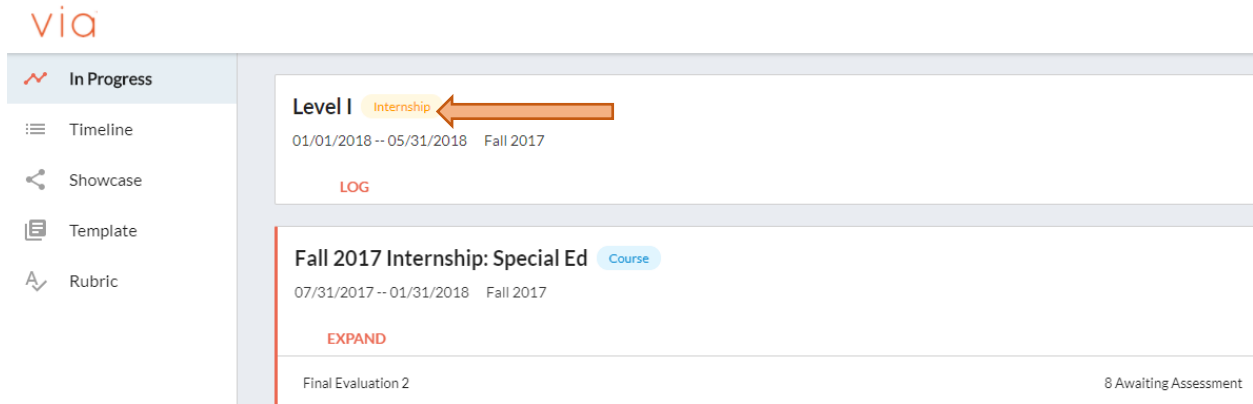 via
In Progress
Timeline
Showcase
Template
Rubric
Level I Internship
01/01/2018 -- 05/31/2018 Fall 2017
LOG
Fall 2017 Internship: Special Ed Course
07/31/2017 -- 01/31/2018 Fall 2017
EXPAND
Final Evaluation 2 8 Awaiting Assessment